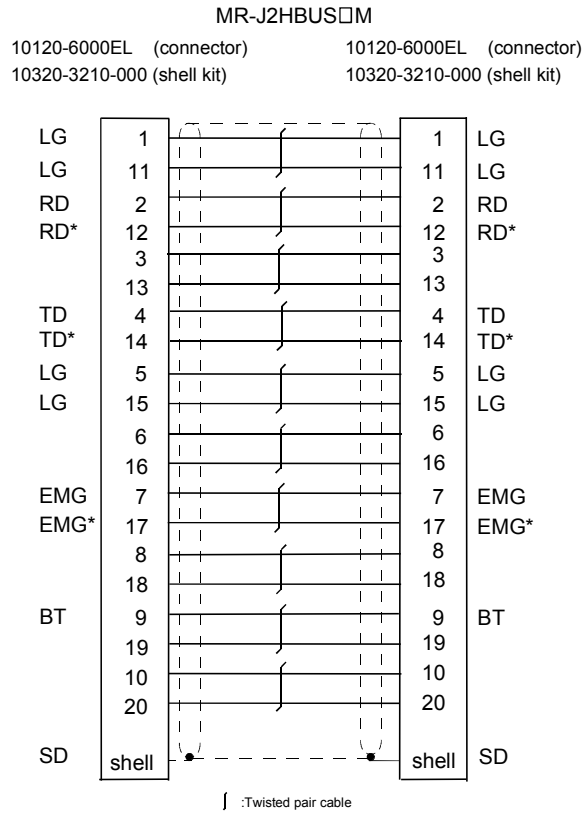 MR-J2HBUS□M
10120-6000EL (connector) 10120-6000EL (connector)
10320-3210-000 (shell kit) 10320-3210-000 (shell kit)
LG 1 1 LG
LG 11 11 LG
RD 2 2 RD
RD* 12 12 RD*
3 3
13 13
TD 4 4 TD
TD* 14 14 TD*
LG 5 5 LG
LG 15 15 LG
6 6
16 16
EMG 7 7 EMG
EMG* 17 17 EMG*
8 8
18 18
BT 9 9 BT
19 19
10 10
20 20
SD shell shell SD
:Twisted pair cable